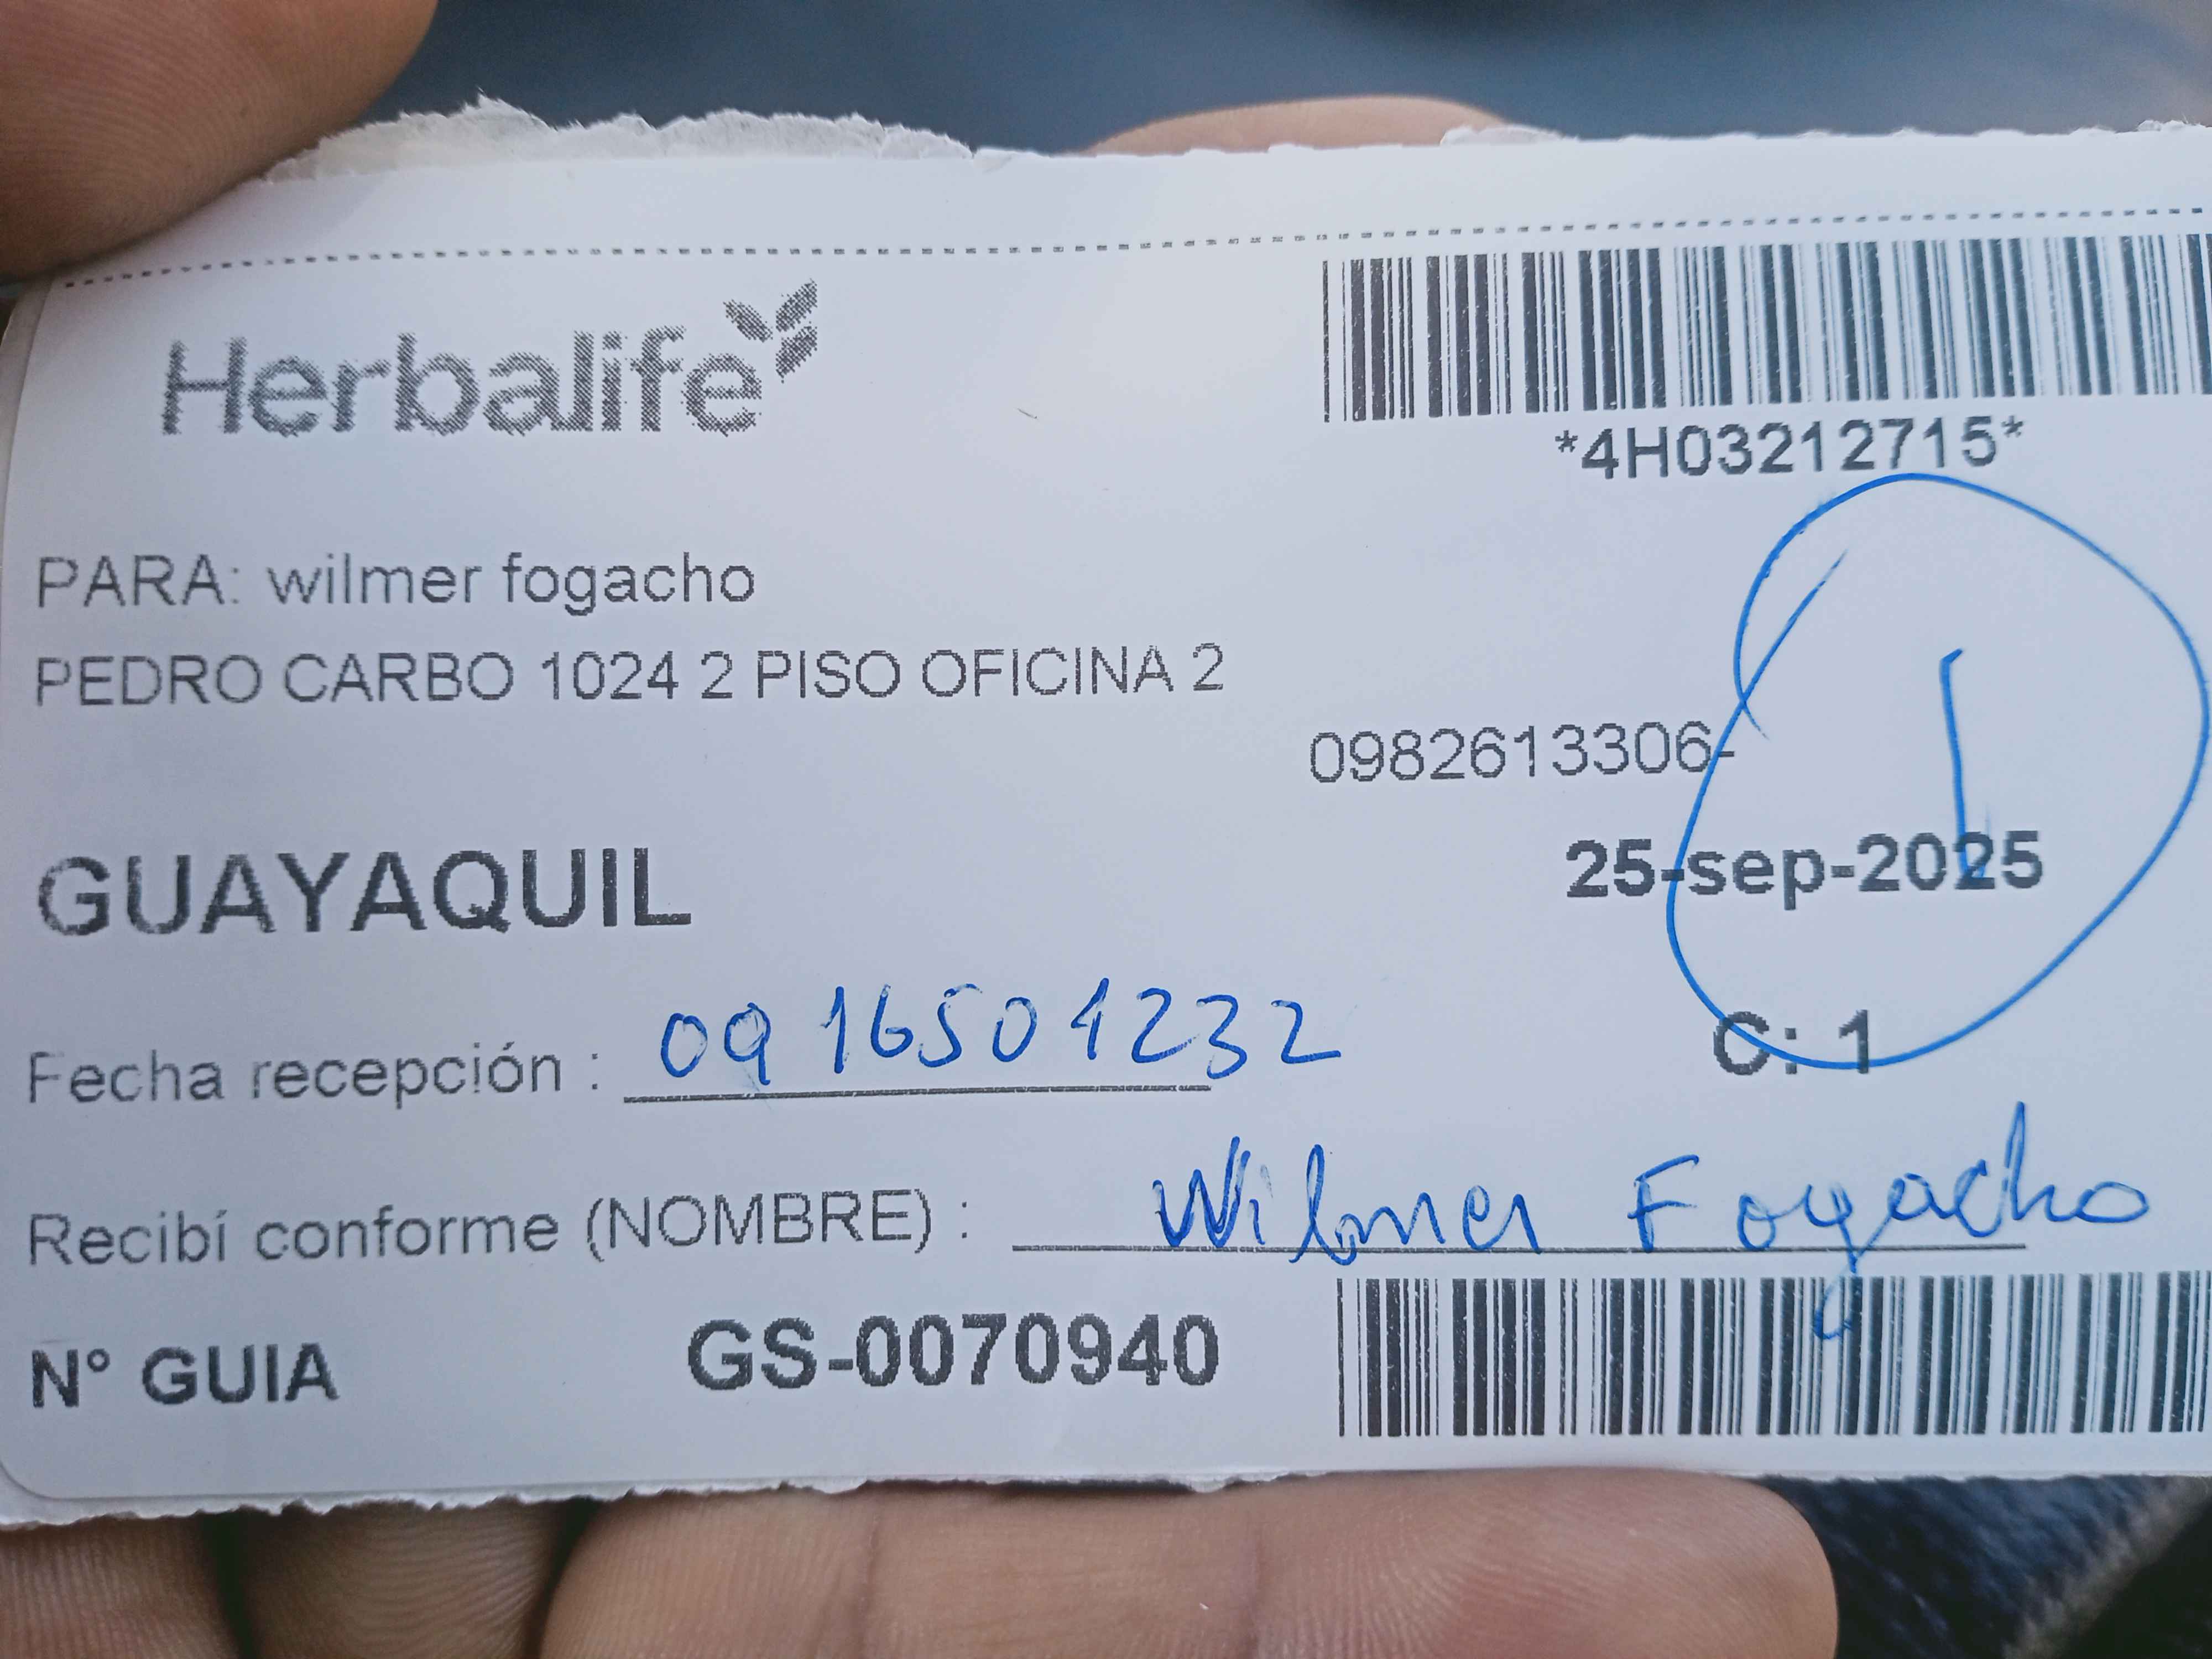 Herbalife
*4H03212715*
PARA: wilmer fogacho
PEDRO CARBO 1024 2 PISO OFICINA 2
0982613306-
1
GUAYAQUIL
25-sep-2025
Fecha recepción : 0916501232
C: 1
Recibí conforme (NOMBRE) : Wilmer Fogacho
N° GUIA GS-0070940